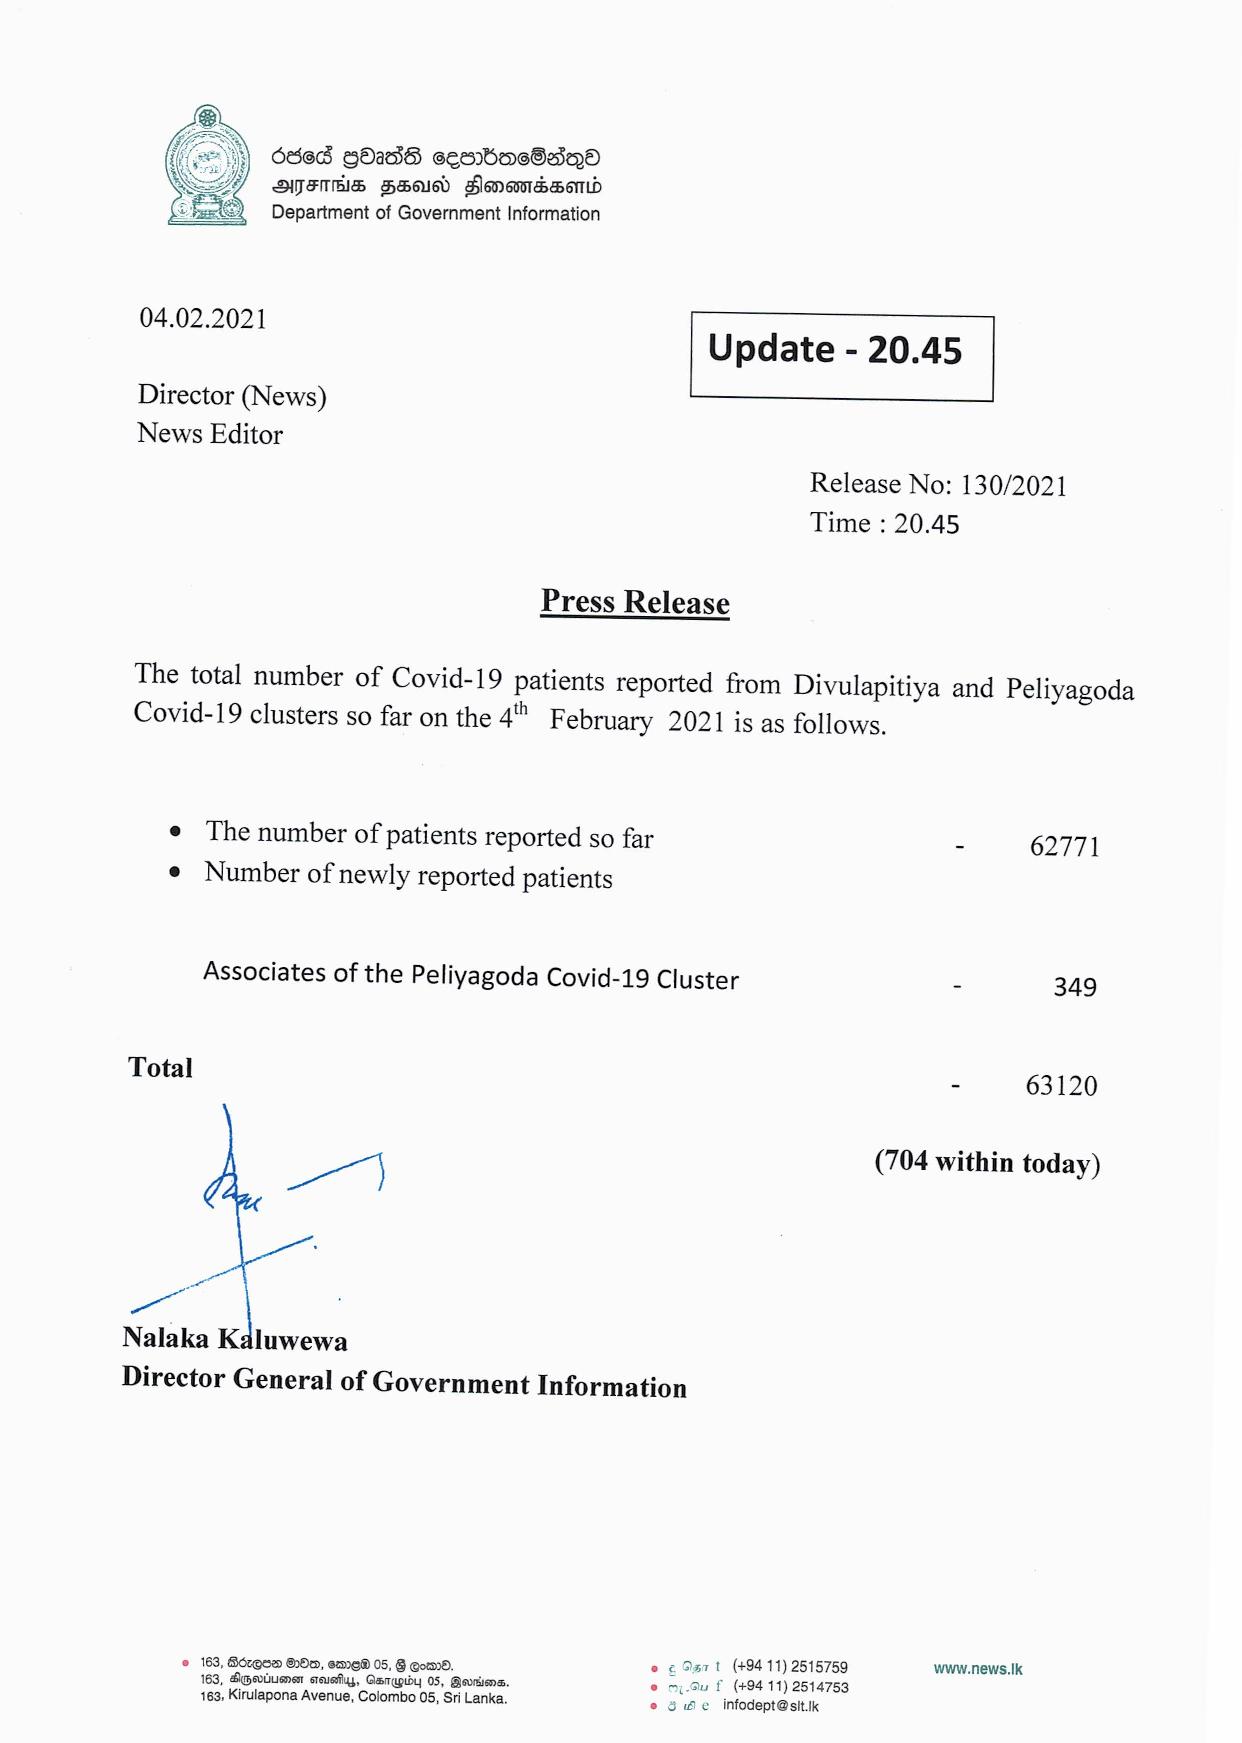 රජයේ ප්‍රවෘත්ති දෙපාර්තමේන්තුව
அரசாங்க தகவல் திணைக்களம்
Department of Government Information
04.02.2021
Update - 20.45
Director (News)
News Editor
Release No: 130/2021
Time : 20.45
Press Release
The total number of Covid-19 patients reported from Divulapitiya and Peliyagoda
Covid-19 clusters so far on the 4th February 2021 is as follows.
• The number of patients reported so far - 62771
• Number of newly reported patients
Associates of the Peliyagoda Covid-19 Cluster - 349
Total - 63120
(704 within today)
Nalaka Kaluwewa
Director General of Government Information
• 163, කිරුලපන මාවත, කොළඹ 05, ශ්‍රී ලංකාව.
163, கிருலப்பனை எவனியூ, கொழும்பு 05, இலங்கை.
163, Kirulapona Avenue, Colombo 05, Sri Lanka.
• දු தொ t (+94 11) 2515759
• ෆැ. பெ f (+94 11) 2514753
• ඊ மி e infodept@slt.lk
www.news.lk